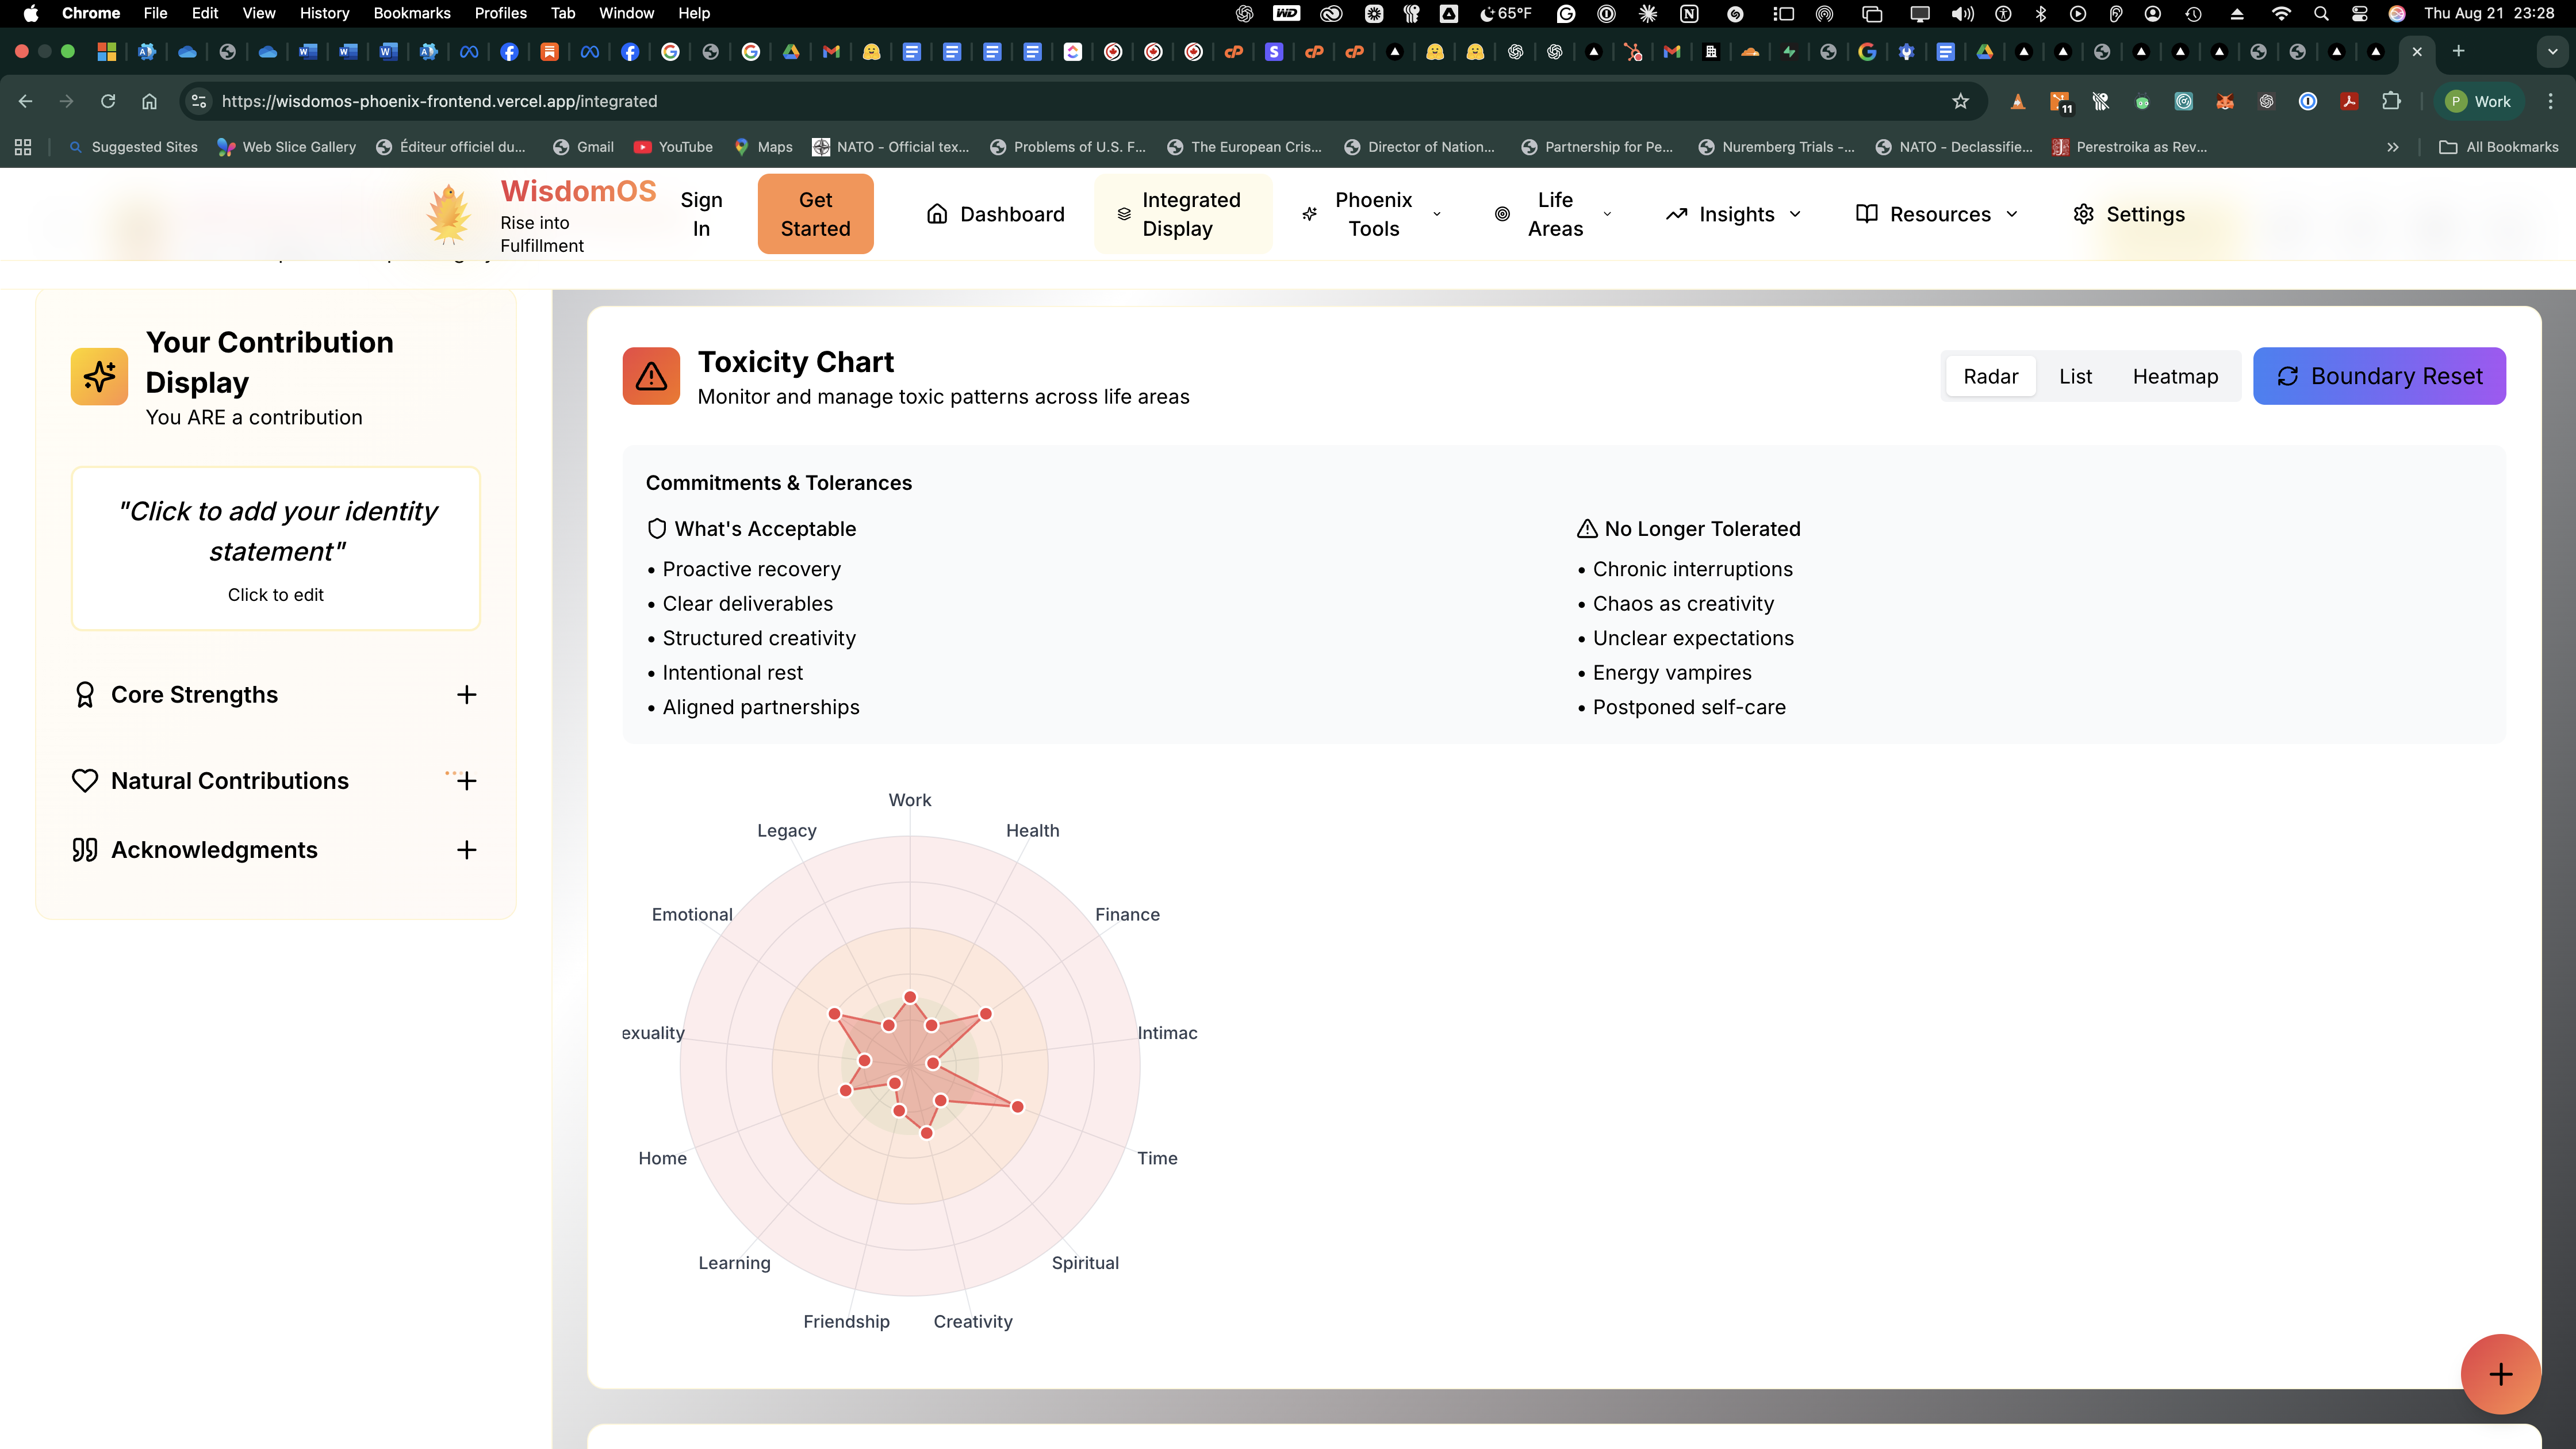 Chrome File Edit View History Bookmarks Profiles Tab Window Help
65°F Thu Aug 21 23:28
https://wisdomos-phoenix-frontend.vercel.app/integrated
11
P Work
Suggested Sites Web Slice Gallery Éditeur officiel du... Gmail YouTube Maps NATO - Official tex... Problems of U.S. F... The European Cris... Director of Nation... Partnership for Pe... Nuremberg Trials -... NATO - Declassifie... Perestroika as Rev... All Bookmarks
WisdomOS
Rise into
Fulfillment
Sign
In
Get
Started
Dashboard
Integrated
Display
Phoenix
Tools
Life
Areas
Insights
Resources
Settings
Your Contribution
Display
You ARE a contribution
"Click to add your identity
statement"
Click to edit
Core Strengths
Natural Contributions
Acknowledgments
Toxicity Chart
Monitor and manage toxic patterns across life areas
Radar List Heatmap
Boundary Reset
Commitments & Tolerances
What's Acceptable
• Proactive recovery
• Clear deliverables
• Structured creativity
• Intentional rest
• Aligned partnerships
No Longer Tolerated
• Chronic interruptions
• Chaos as creativity
• Unclear expectations
• Energy vampires
• Postponed self-care
Work
Legacy
Health
Emotional
Finance
exuality
Intimac
Home
Time
Learning
Spiritual
Friendship
Creativity